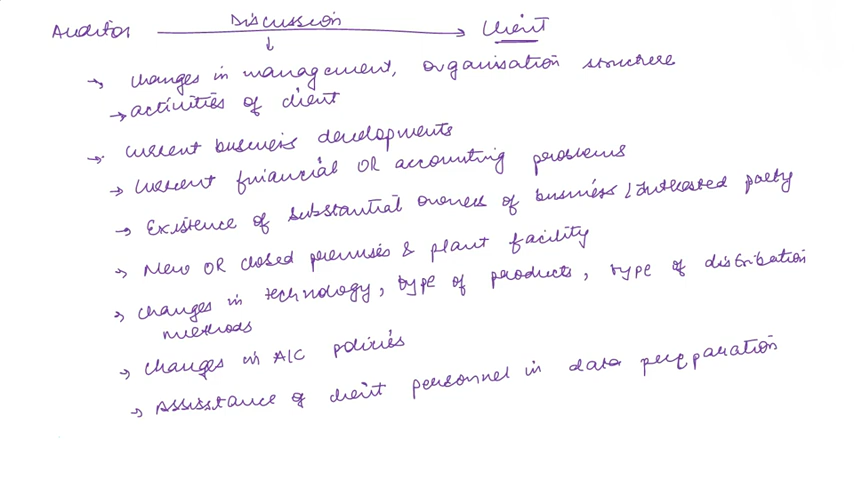 Auditor Discussion → Client
↓
→ Changes in management, organisation structure
→ activities of client
→ Current business developments
→ Current financial OR accounting problems
→ Existence of substantial owners of business / Interested party
→ New OR closed premises & plant facility
→ Changes in technology, type of products, type of distribution
methods
→ Changes in A/C policies
→ Assisstance of client personnel in data preparation